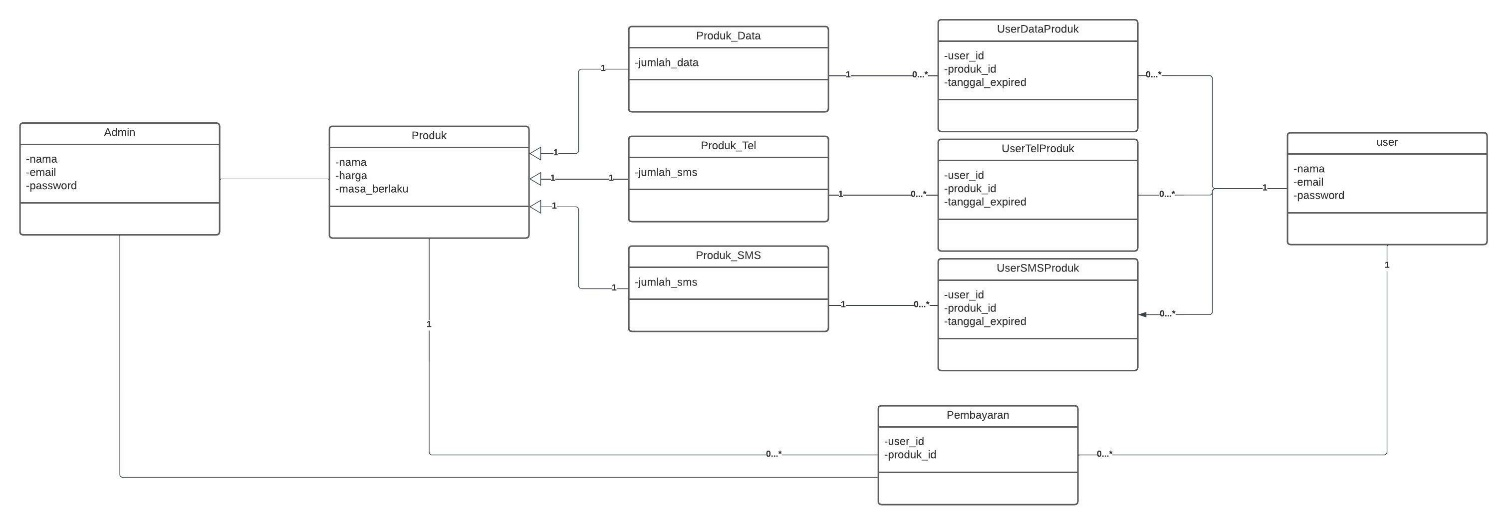 Admin
-nama
-email
-password
Produk
-nama
-harga
-masa_berlaku
Produk_Data
-jumlah_data
Produk_Tel
-jumlah_sms
Produk_SMS
-jumlah_sms
UserDataProduk
-user_id
-produk_id
-tanggal_expired
UserTelProduk
-user_id
-produk_id
-tanggal_expired
UserSMSProduk
-user_id
-produk_id
-tanggal_expired
user
-nama
-email
-password
Pembayaran
-user_id
-produk_id
1
1
1
1
1
1
1
0...*
1
0...*
1
0...*
0...*
0...*
0...*
1
1
1
0...*
0...*